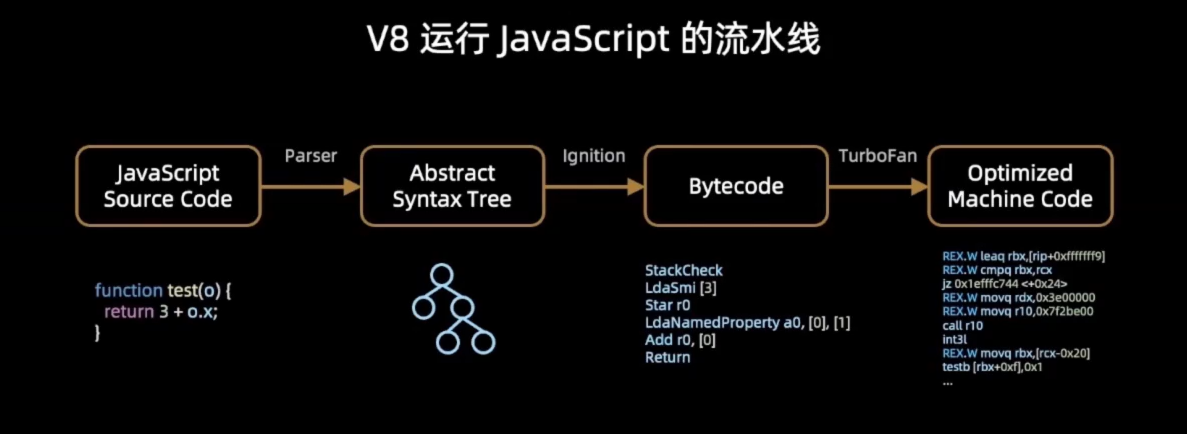 V8 运行 JavaScript 的流水线
Parser
Ignition
TurboFan
JavaScript
Source Code
Abstract
Syntax Tree
Bytecode
Optimized
Machine Code
function test(o) {
return 3 + o.x;
}
StackCheck
LdaSmi [3]
Star r0
LdaNamedProperty a0, [0], [1]
Add r0, [0]
Return
REX.W leaq rbx,[rip+0xfffffff9]
REX.W cmpq rbx,rcx
jz 0x1efffc744 <+0x24>
REX.W movq rdx,0x3e00000
REX.W movq r10,0x7f2be00
call r10
int3l
REX.W movq rbx,[rcx-0x20]
testb [rbx+0xf],0x1
...